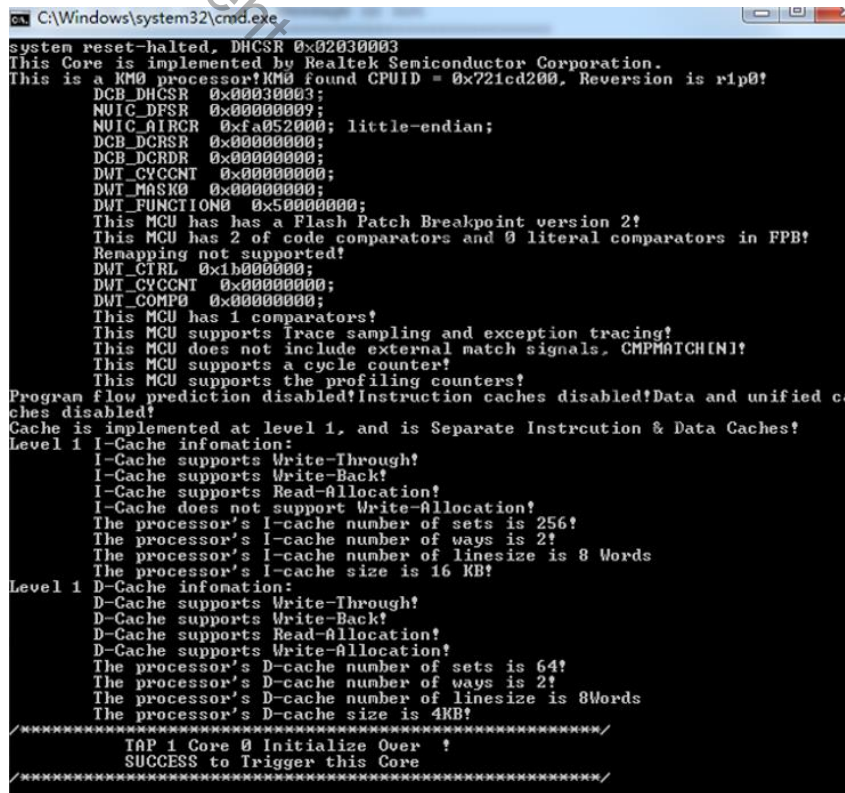 C:\Windows\system32\cmd.exe
system reset-halted, DHCSR 0x02030003
This Core is implemented by Realtek Semiconductor Corporation.
This is a KM0 processor!KM0 found CPUID = 0x721cd200, Reversion is r1p0!
DCB_DHCSR 0x00030003;
NVIC_DFSR 0x00000009;
NVIC_AIRCR 0xfa052000; little-endian;
DCB_DCRSR 0x00000000;
DCB_DCRDR 0x00000000;
DWT_CYCCNT 0x00000000;
DWT_MASK0 0x00000000;
DWT_FUNCTION0 0x50000000;
This MCU has has a Flash Patch Breakpoint version 2!
This MCU has 2 of code comparators and 0 literal comparators in FPB!
Remapping not supported!
DWT_CTRL 0x1b000000;
DWT_CYCCNT 0x00000000;
DWT_COMP0 0x00000000;
This MCU has 1 comparators!
This MCU supports Trace sampling and exception tracing!
This MCU does not include external match signals, CMPMATCH[N]!
This MCU supports a cycle counter!
This MCU supports the profiling counters!
Program flow prediction disabled!Instruction caches disabled!Data and unified ca
ches disabled!
Cache is implemented at level 1, and is Separate Instrcution & Data Caches!
Level 1 I-Cache infomation:
I-Cache supports Write-Through!
I-Cache supports Write-Back!
I-Cache supports Read-Allocation!
I-Cache does not support Write-Allocation!
The processor's I-cache number of sets is 256!
The processor's I-cache number of ways is 2!
The processor's I-cache number of linesize is 8 Words
The processor's I-cache size is 16 KB!
Level 1 D-Cache infomation:
D-Cache supports Write-Through!
D-Cache supports Write-Back!
D-Cache supports Read-Allocation!
D-Cache supports Write-Allocation!
The processor's D-cache number of sets is 64!
The processor's D-cache number of ways is 2!
The processor's D-cache number of linesize is 8Words
The processor's D-cache size is 4KB!
/*******************************************************/
TAP 1 Core 0 Initialize Over !
SUCCESS to Trigger this Core
/*******************************************************/